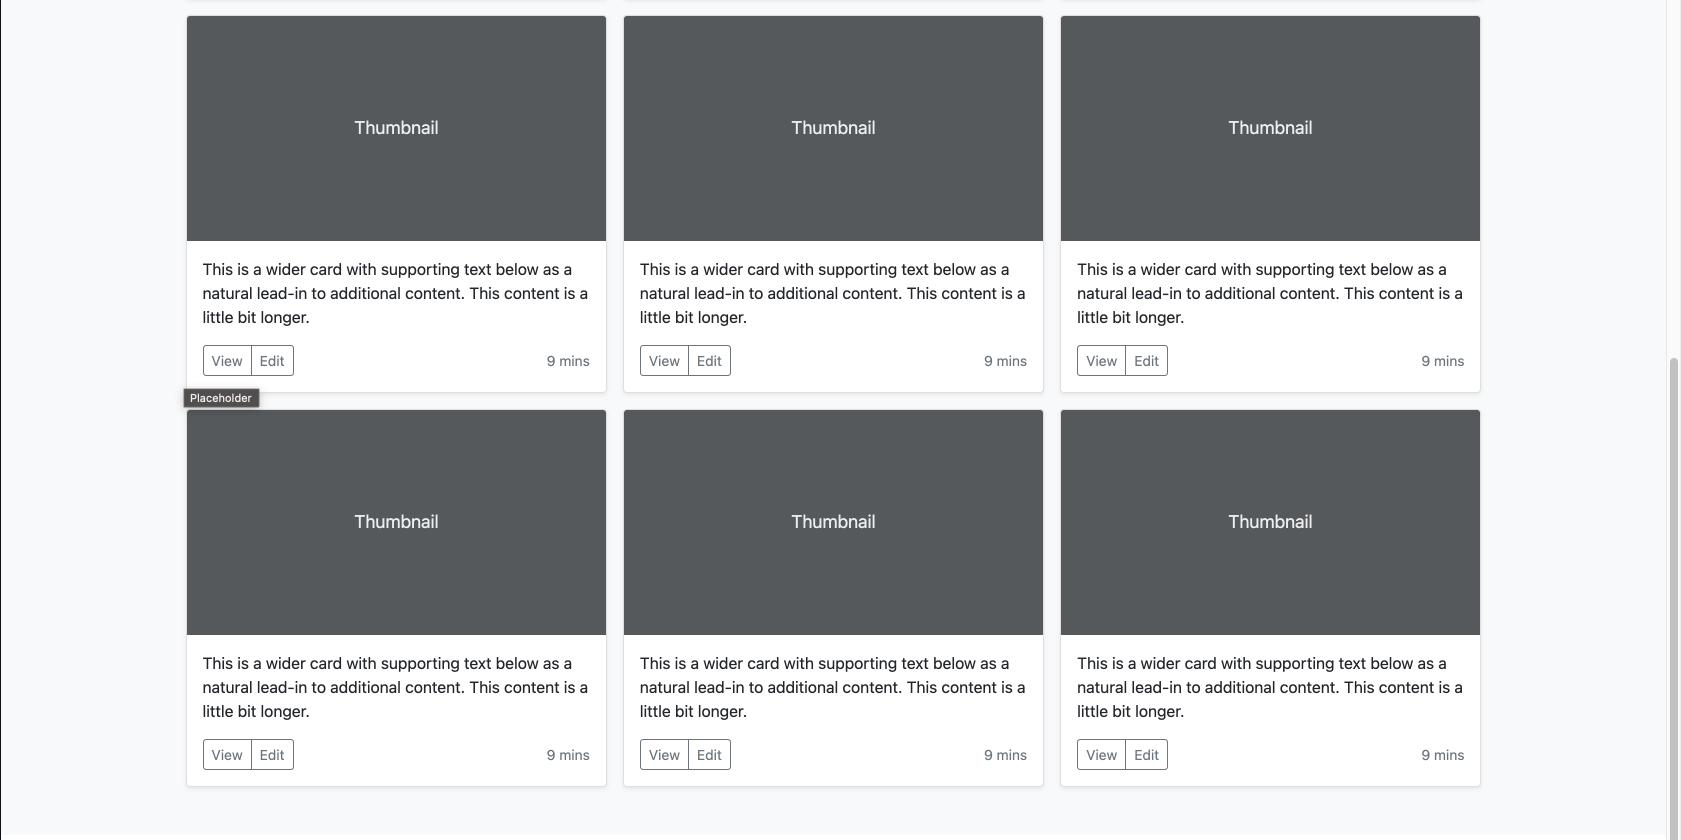 Thumbnail
Thumbnail
Thumbnail
This is a wider card with supporting text below as a
natural lead-in to additional content. This content is a
little bit longer.
View Edit 9 mins
This is a wider card with supporting text below as a
natural lead-in to additional content. This content is a
little bit longer.
View Edit 9 mins
This is a wider card with supporting text below as a
natural lead-in to additional content. This content is a
little bit longer.
View Edit 9 mins
Placeholder
Thumbnail
Thumbnail
Thumbnail
This is a wider card with supporting text below as a
natural lead-in to additional content. This content is a
little bit longer.
View Edit 9 mins
This is a wider card with supporting text below as a
natural lead-in to additional content. This content is a
little bit longer.
View Edit 9 mins
This is a wider card with supporting text below as a
natural lead-in to additional content. This content is a
little bit longer.
View Edit 9 mins